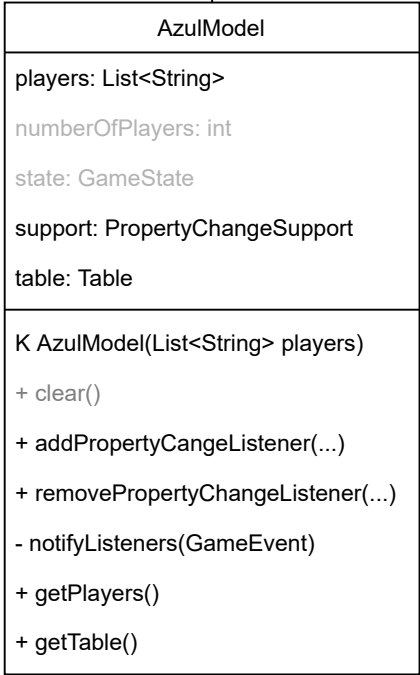 AzulModel
players: List<String>
numberOfPlayers: int
state: GameState
support: PropertyChangeSupport
table: Table
K AzulModel(List<String> players)
+ clear()
+ addPropertyCangeListener(...)
+ removePropertyChangeListener(...)
- notifyListeners(GameEvent)
+ getPlayers()
+ getTable()